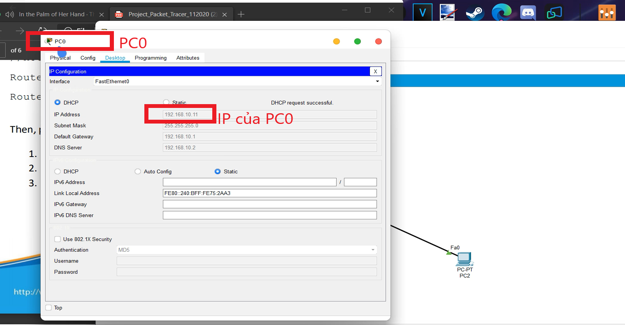 In the Palm of Her Hand - T
Project_Packet_Tracer_112020 (2
of 6
PC0
PC0
Physical Config Desktop Programming Attributes
IP Configuration X
Interface FastEthernet0
Route
Route
DHCP Static DHCP request successful.
IP Address 192.168.10.11
IP của PC0
Subnet Mask 255.255.255.0
Default Gateway 192.168.10.1
DNS Server 192.168.10.2
Then, p
1.
2.
3.
DHCP Auto Config Static
IPv6 Address /
Link Local Address FE80::240:BFF:FE75:2AA3
IPv6 Gateway
IPv6 DNS Server
Use 802.1X Security
Authentication MD5
Username
Password
Top
http://
Fa0
PC-PT
PC2